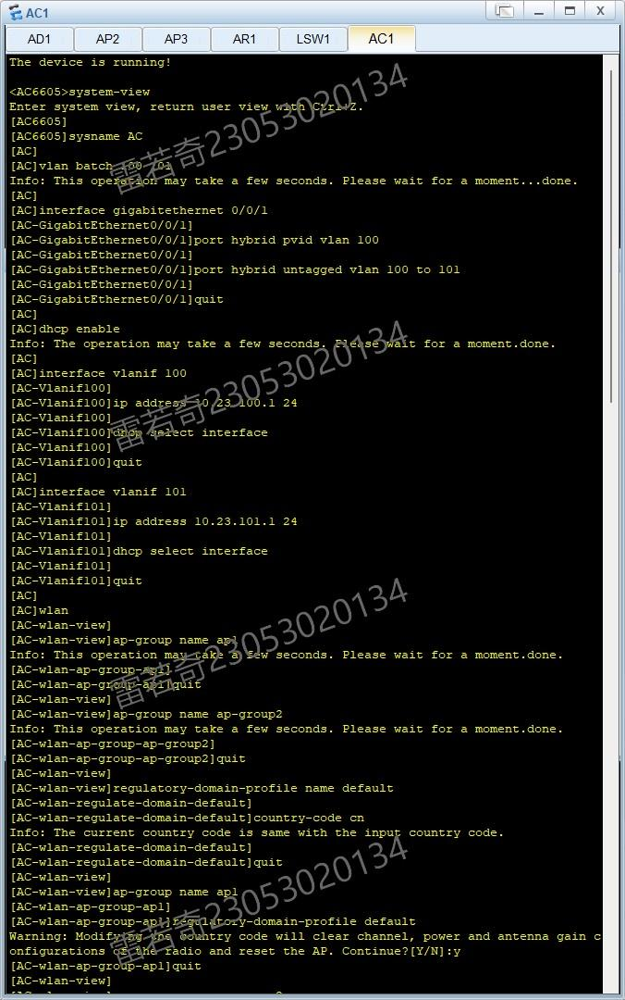 AC1
AD1 AP2 AP3 AR1 LSW1 AC1
The device is running!
<AC6605>system-view
Enter system view, return user view with Ctrl+Z.
[AC6605]
[AC6605]sysname AC
[AC]
[AC]vlan batch 100 101
Info: This operation may take a few seconds. Please wait for a moment...done.
[AC]
[AC]interface gigabitethernet 0/0/1
[AC-GigabitEthernet0/0/1]
[AC-GigabitEthernet0/0/1]port hybrid pvid vlan 100
[AC-GigabitEthernet0/0/1]
[AC-GigabitEthernet0/0/1]port hybrid untagged vlan 100 to 101
[AC-GigabitEthernet0/0/1]
[AC-GigabitEthernet0/0/1]quit
[AC]
[AC]dhcp enable
Info: The operation may take a few seconds. Please wait for a moment.done.
[AC]
[AC]interface vlanif 100
[AC-Vlanif100]
[AC-Vlanif100]ip address 10.23.100.1 24
[AC-Vlanif100]
[AC-Vlanif100]dhcp select interface
[AC-Vlanif100]
[AC-Vlanif100]quit
[AC]
[AC]interface vlanif 101
[AC-Vlanif101]
[AC-Vlanif101]ip address 10.23.101.1 24
[AC-Vlanif101]
[AC-Vlanif101]dhcp select interface
[AC-Vlanif101]
[AC-Vlanif101]quit
[AC]
[AC]wlan
[AC-wlan-view]
[AC-wlan-view]ap-group name ap1
Info: This operation may take a few seconds. Please wait for a moment.done.
[AC-wlan-ap-group-ap1]
[AC-wlan-ap-group-ap1]quit
[AC-wlan-view]
[AC-wlan-view]ap-group name ap-group2
Info: This operation may take a few seconds. Please wait for a moment.done.
[AC-wlan-ap-group-ap-group2]
[AC-wlan-ap-group-ap-group2]quit
[AC-wlan-view]
[AC-wlan-view]regulatory-domain-profile name default
[AC-wlan-regulate-domain-default]
[AC-wlan-regulate-domain-default]country-code cn
Info: The current country code is same with the input country code.
[AC-wlan-regulate-domain-default]
[AC-wlan-regulate-domain-default]quit
[AC-wlan-view]
[AC-wlan-view]ap-group name ap1
[AC-wlan-ap-group-ap1]
[AC-wlan-ap-group-ap1]regulatory-domain-profile default
Warning: Modifying the country code will clear channel, power and antenna gain c
onfigurations of the radio and reset the AP. Continue?[Y/N]:y
[AC-wlan-ap-group-ap1]quit
[AC-wlan-view]
雷若奇23053020134
雷若奇23053020134
雷若奇23053020134
雷若奇23053020134